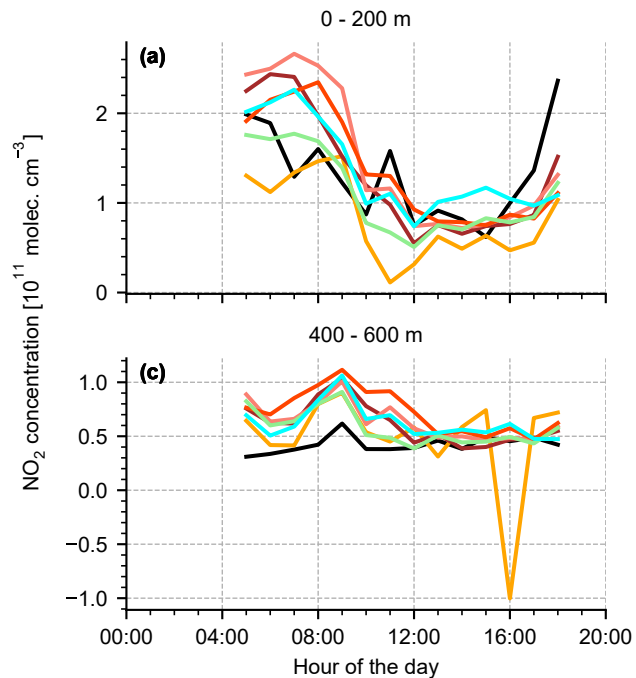 0 - 200 m
(a)
2
1
0
400 - 600 m
(c)
1.0
0.5
0.0
−0.5
−1.0
00:00 04:00 08:00 12:00 16:00 20:00
Hour of the day
NO₂ concentration [10¹¹ molec. cm⁻³]